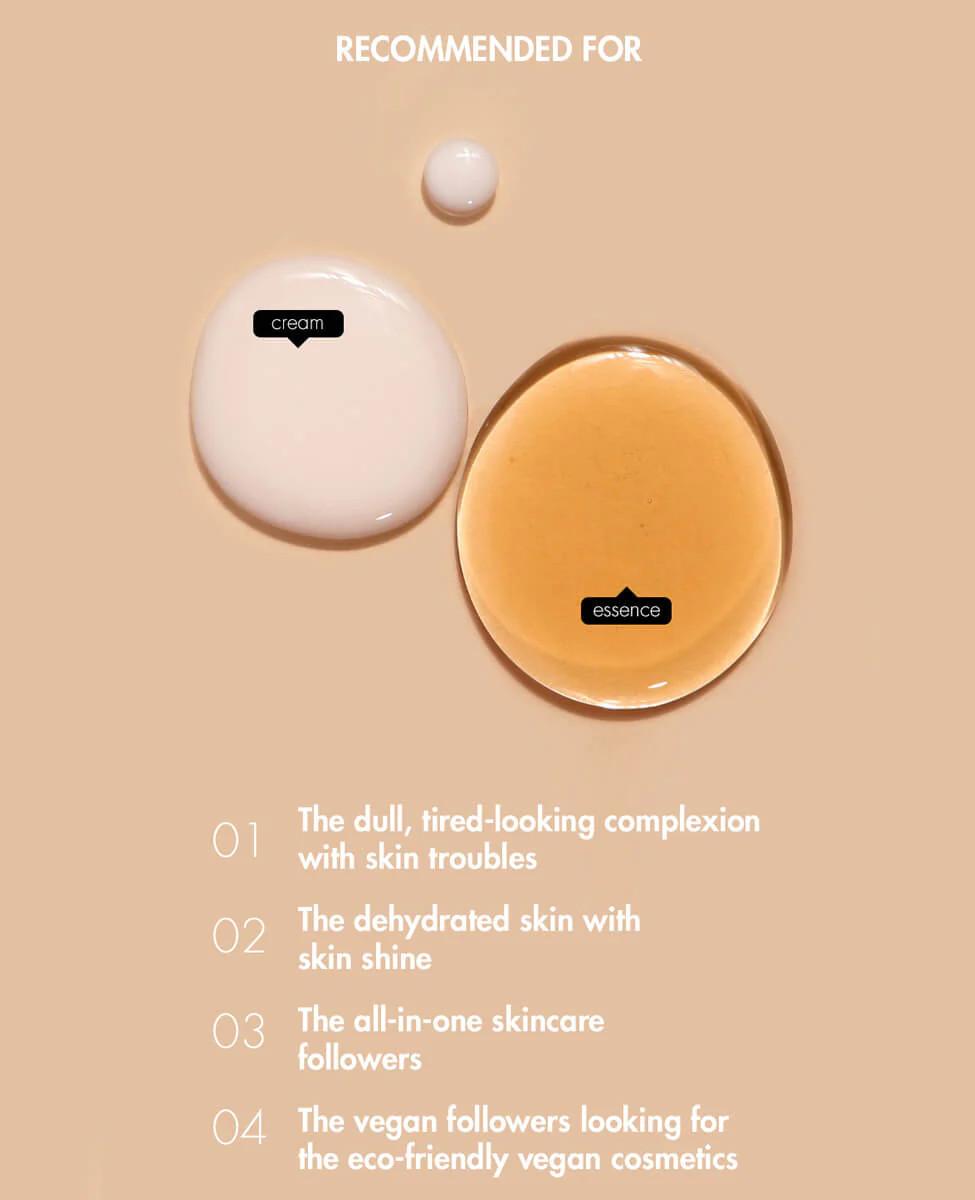 RECOMMENDED FOR
cream
essence
01
The dull, tired-looking complexion
with skin troubles
02
The dehydrated skin with
skin shine
03
The all-in-one skincare
followers
04
The vegan followers looking for
the eco-friendly vegan cosmetics